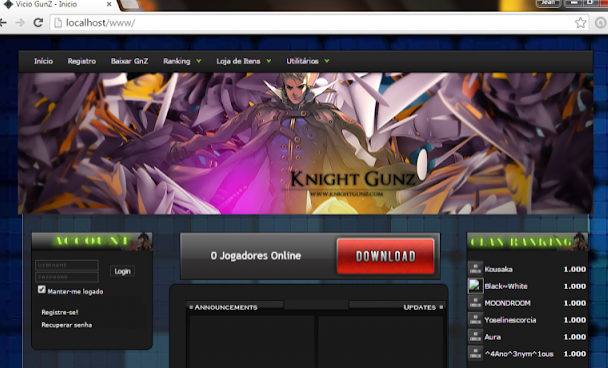 Vicio GunZ - Inicio
Jean
localhost/www/
Início Registro Baixar GnZ Ranking Loja de Itens Utilitários
KNIGHT GUNZ
WWW.KNIGHTGUNZ.COM
ACCOUNT
USERNAME
PASSWORD
Login
Manter-me logado
Registre-se!
Recuperar senha
0 Jogadores Online
DOWNLOAD
ANNOUNCEMENTS
UPDATES
CLAN RANKING
Kousaka 1.000
Black~White 1.000
MOONDROOM 1.000
Yoselinescorcia 1.000
Aura 1.000
^4Ano^3nym^1ous 1.000